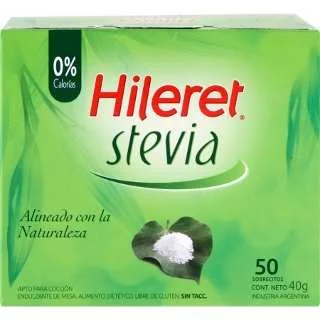 0%
Calorías
Hileret®
stevia
Alineado con la
Naturaleza
50
SOBRECITOS
APTO PARA COCCIÓN
CONT. NETO 40g
ENDULZANTE DE MESA. ALIMENTO DIETÉTICO. LIBRE DE GLUTEN. SIN TACC.
INDUSTRIA ARGENTINA